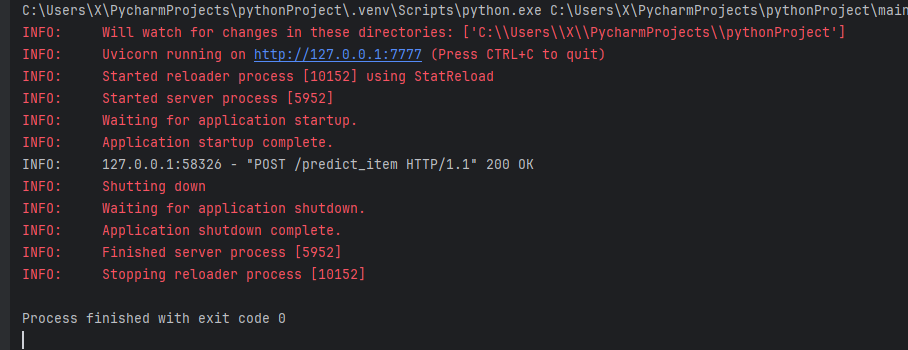 C:\Users\X\PycharmProjects\pythonProject\.venv\Scripts\python.exe C:\Users\X\PycharmProjects\pythonProject\main
INFO:     Will watch for changes in these directories: ['C:\\Users\\X\\PycharmProjects\\pythonProject']
INFO:     Uvicorn running on http://127.0.0.1:7777 (Press CTRL+C to quit)
INFO:     Started reloader process [10152] using StatReload
INFO:     Started server process [5952]
INFO:     Waiting for application startup.
INFO:     Application startup complete.
INFO:     127.0.0.1:58326 - "POST /predict_item HTTP/1.1" 200 OK
INFO:     Shutting down
INFO:     Waiting for application shutdown.
INFO:     Application shutdown complete.
INFO:     Finished server process [5952]
INFO:     Stopping reloader process [10152]
Process finished with exit code 0